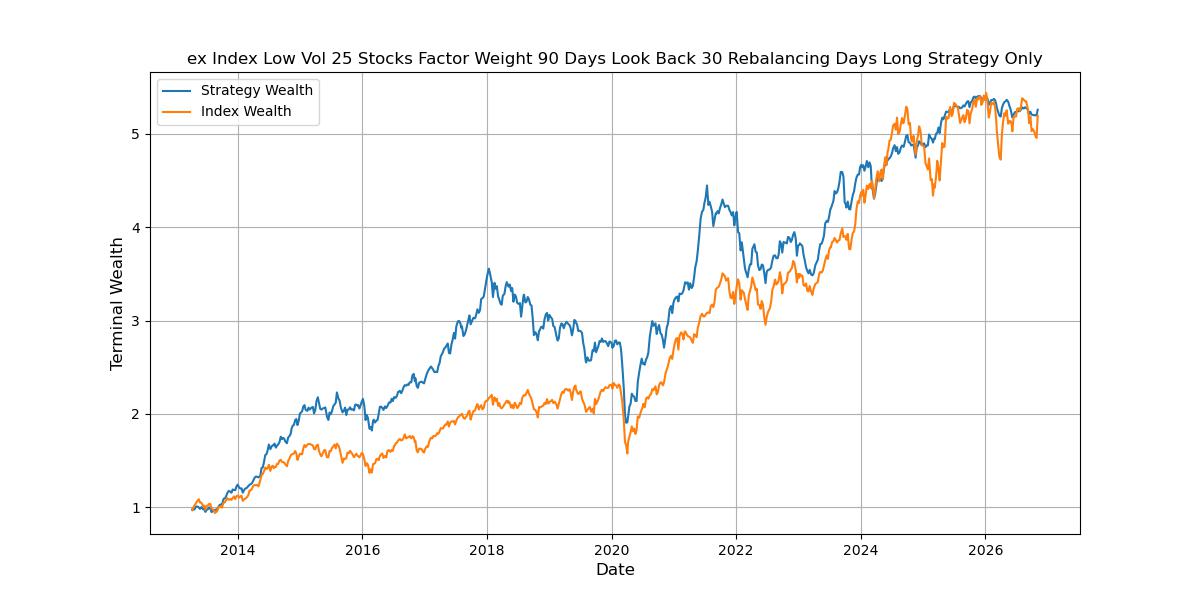 ex Index Low Vol 25 Stocks Factor Weight 90 Days Look Back 30 Rebalancing Days Long Strategy Only
Strategy Wealth
Index Wealth
Terminal Wealth
5
4
3
2
1
2014 2016 2018 2020 2022 2024 2026
Date